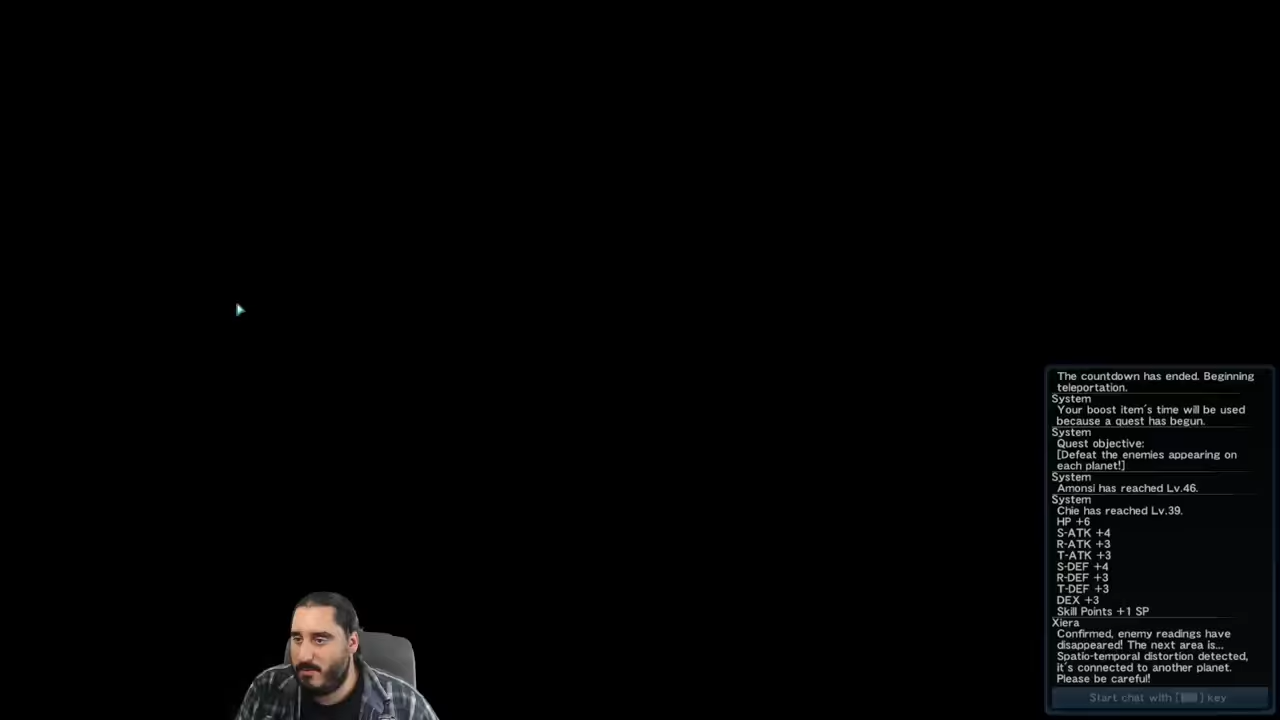 The countdown has ended. Beginning
teleportation.
System
Your boost item's time will be used
because a quest has begun.
System
Quest objective:
[Defeat the enemies appearing on
each planet!]
System
Amonsi has reached Lv.46.
System
Chie has reached Lv.39.
HP +6
S-ATK +4
R-ATK +3
T-ATK +3
S-DEF +4
R-DEF +3
T-DEF +3
DEX +3
Skill Points +1 SP
Xiera
Confirmed, enemy readings have
disappeared! The next area is...
Spatio-temporal distortion detected,
it's connected to another planet.
Please be careful!
Start chat with [ ] key